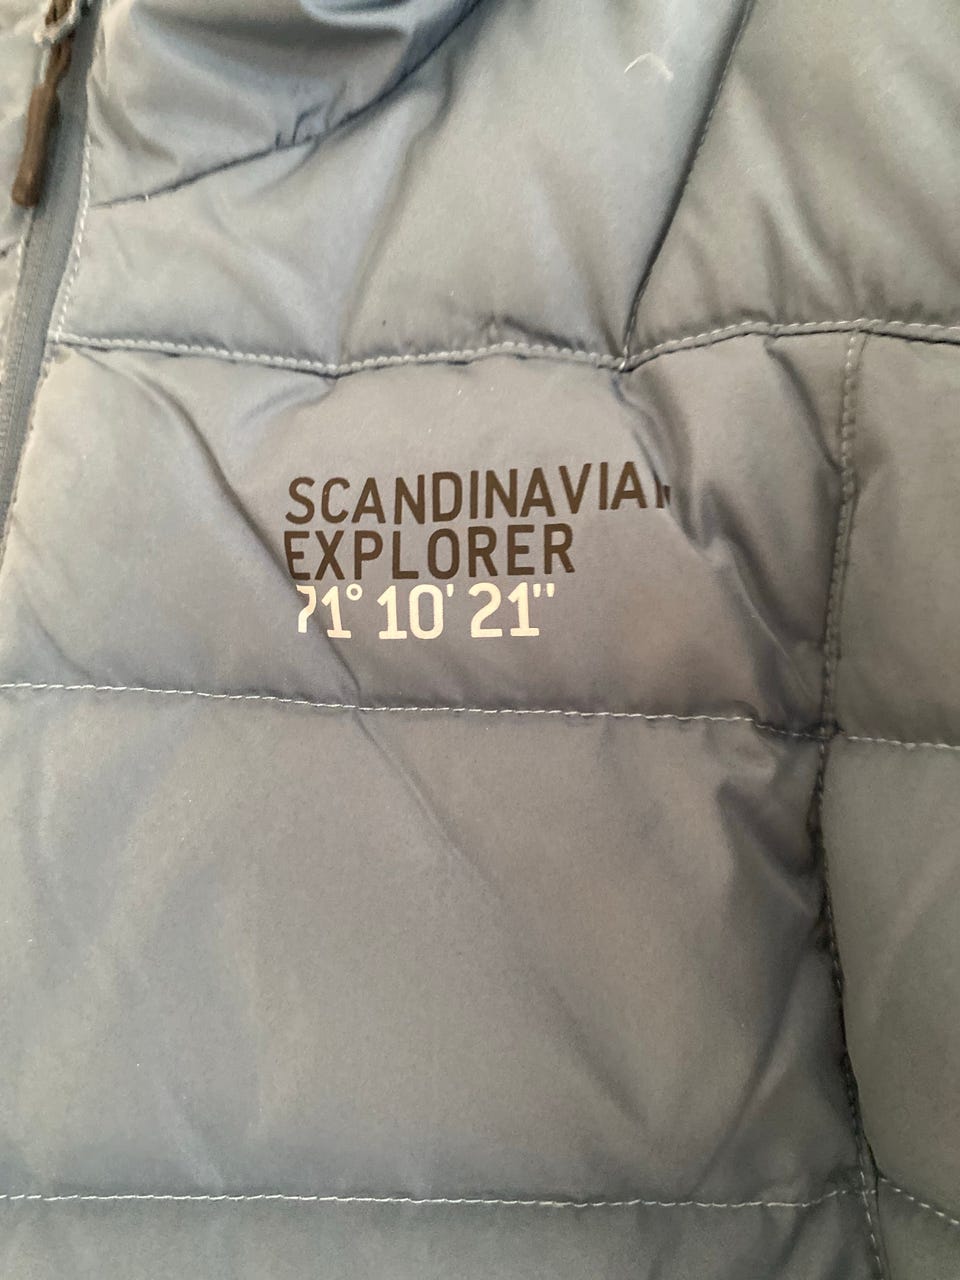 SCANDINAVIAN
EXPLORER
71° 10' 21"